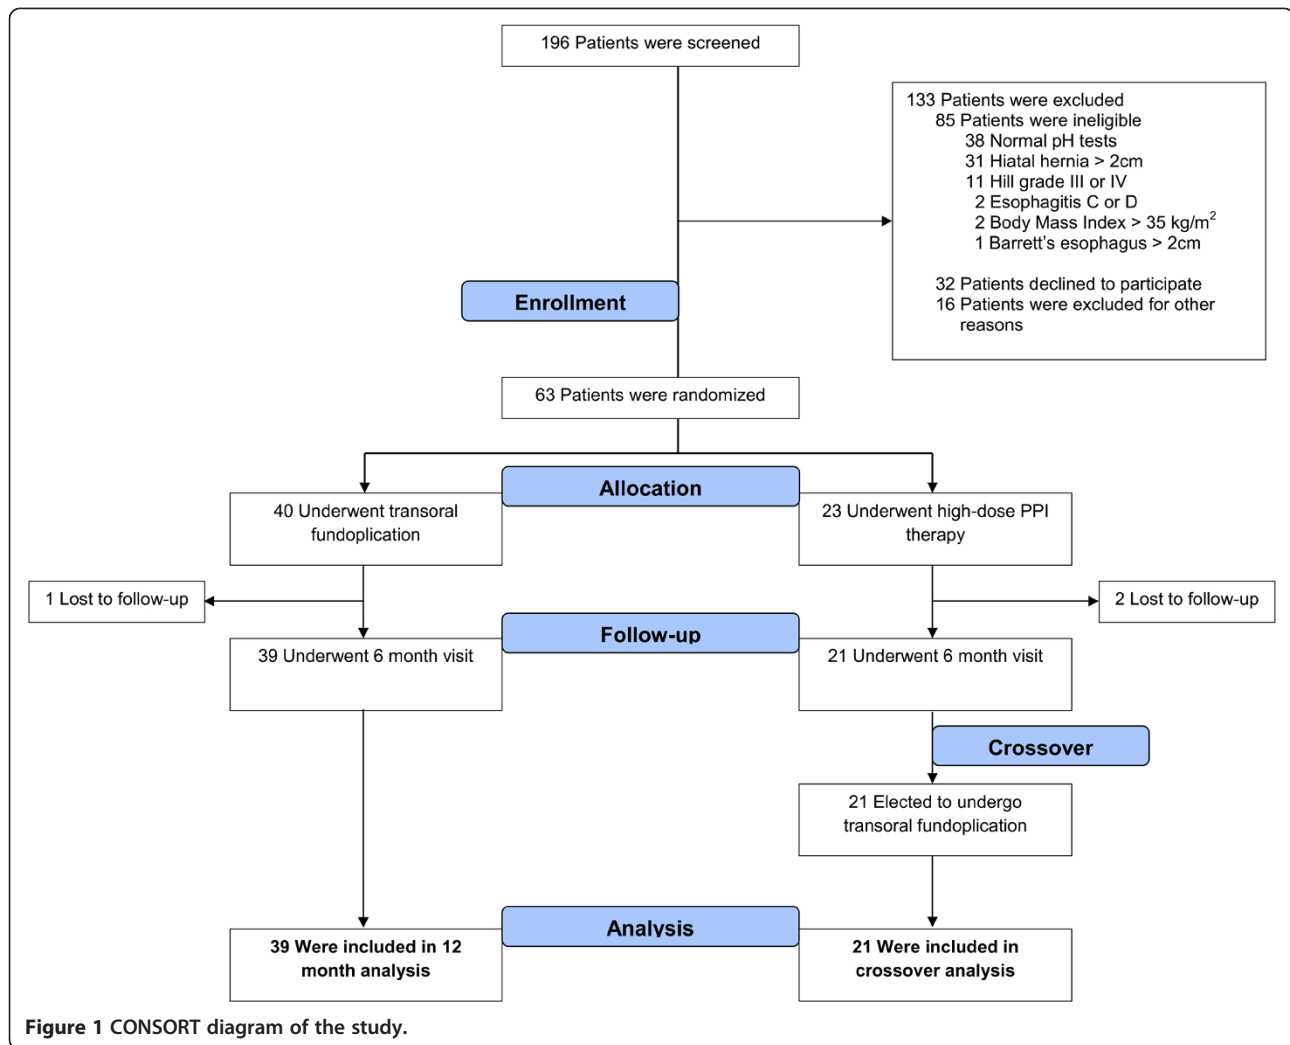 196 Patients were screened
133 Patients were excluded
85 Patients were ineligible
38 Normal pH tests
31 Hiatal hernia > 2cm
11 Hill grade III or IV
2 Esophagitis C or D
2 Body Mass Index > 35 kg/m²
1 Barrett's esophagus > 2cm
32 Patients declined to participate
16 Patients were excluded for other
reasons
Enrollment
63 Patients were randomized
Allocation
40 Underwent transoral
fundoplication
23 Underwent high-dose PPI
therapy
1 Lost to follow-up
2 Lost to follow-up
Follow-up
39 Underwent 6 month visit
21 Underwent 6 month visit
Crossover
21 Elected to undergo
transoral fundoplication
Analysis
39 Were included in 12
month analysis
21 Were included in
crossover analysis
Figure 1 CONSORT diagram of the study.